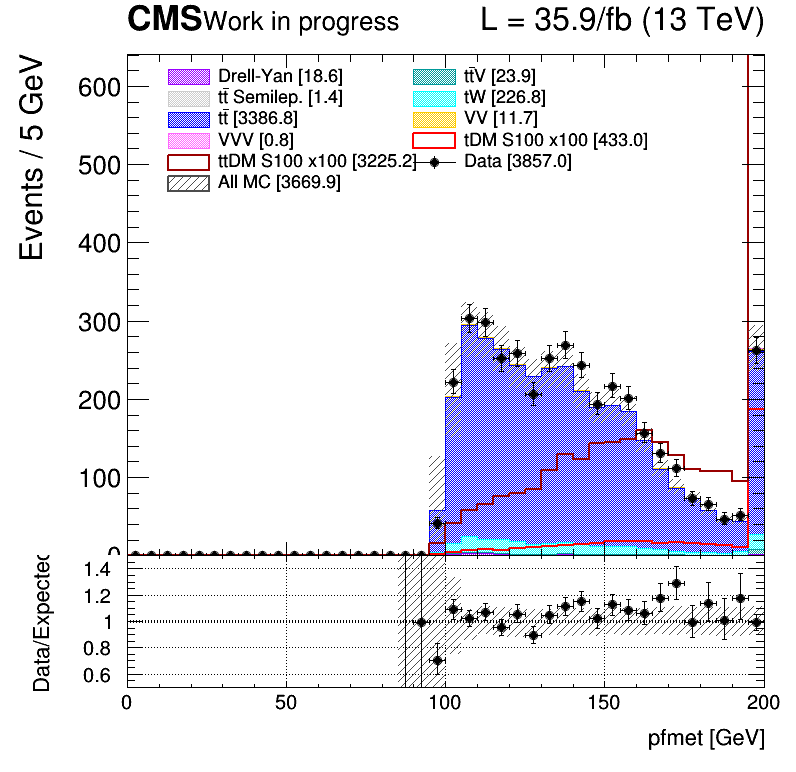 CMS Work in progress L = 35.9/fb (13 TeV)
Events / 5 GeV
600
500
400
300
200
100
0
Drell-Yan [18.6] tt̄V [23.9]
tt̄ Semilep. [1.4] tW [226.8]
tt̄ [3386.8] VV [11.7]
VVV [0.8] tDM S100 x100 [433.0]
ttDM S100 x100 [3225.2] Data [3857.0]
All MC [3669.9]
Data/Expected
1.4
1.2
1
0.8
0.6
0 50 100 150 200
pfmet [GeV]